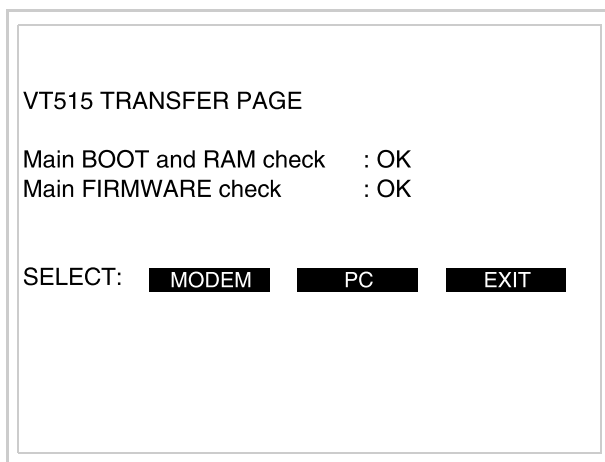 VT515 TRANSFER PAGE
Main BOOT and RAM check : OK
Main FIRMWARE check : OK
SELECT: MODEM PC EXIT